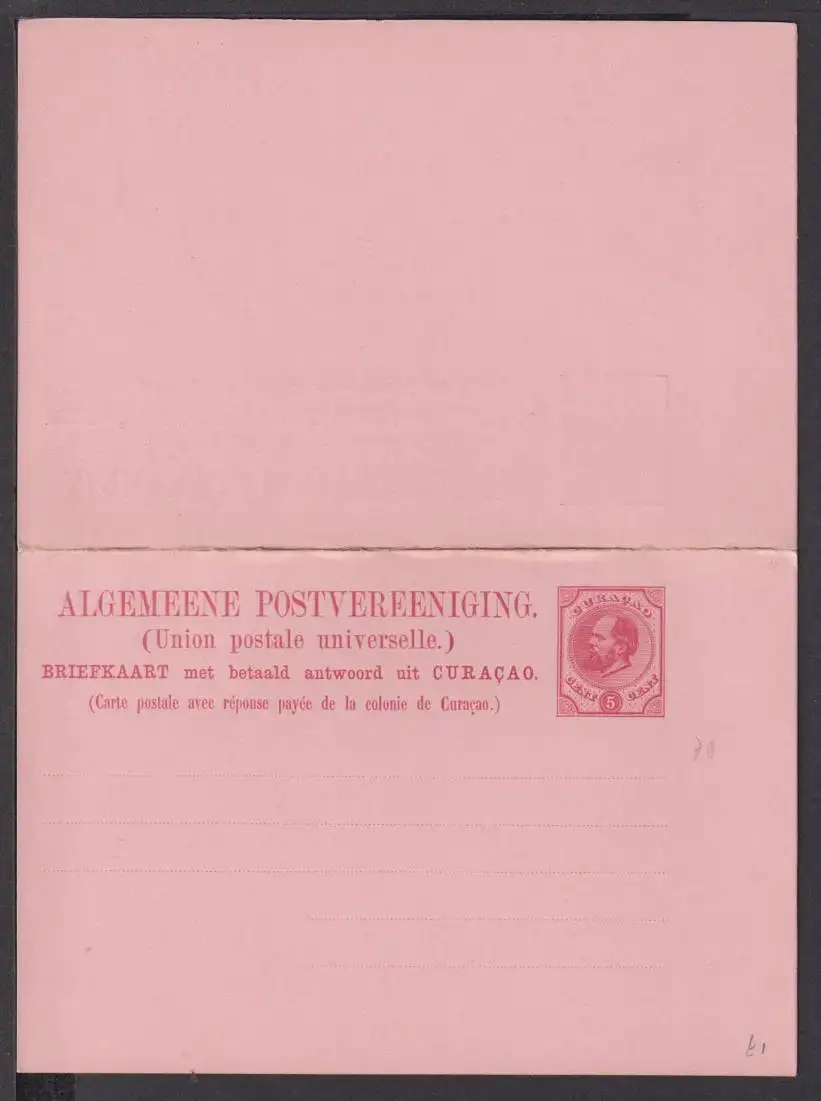 ALGEMEENE POSTVEREENIGING.
(Union postale universelle.)
BRIEFKAART met betaald antwoord uit CURAÇAO.
(Carte postale avec réponse payée de la colonie de Curaçao.)
CURAÇAO
CENT 5 CENT